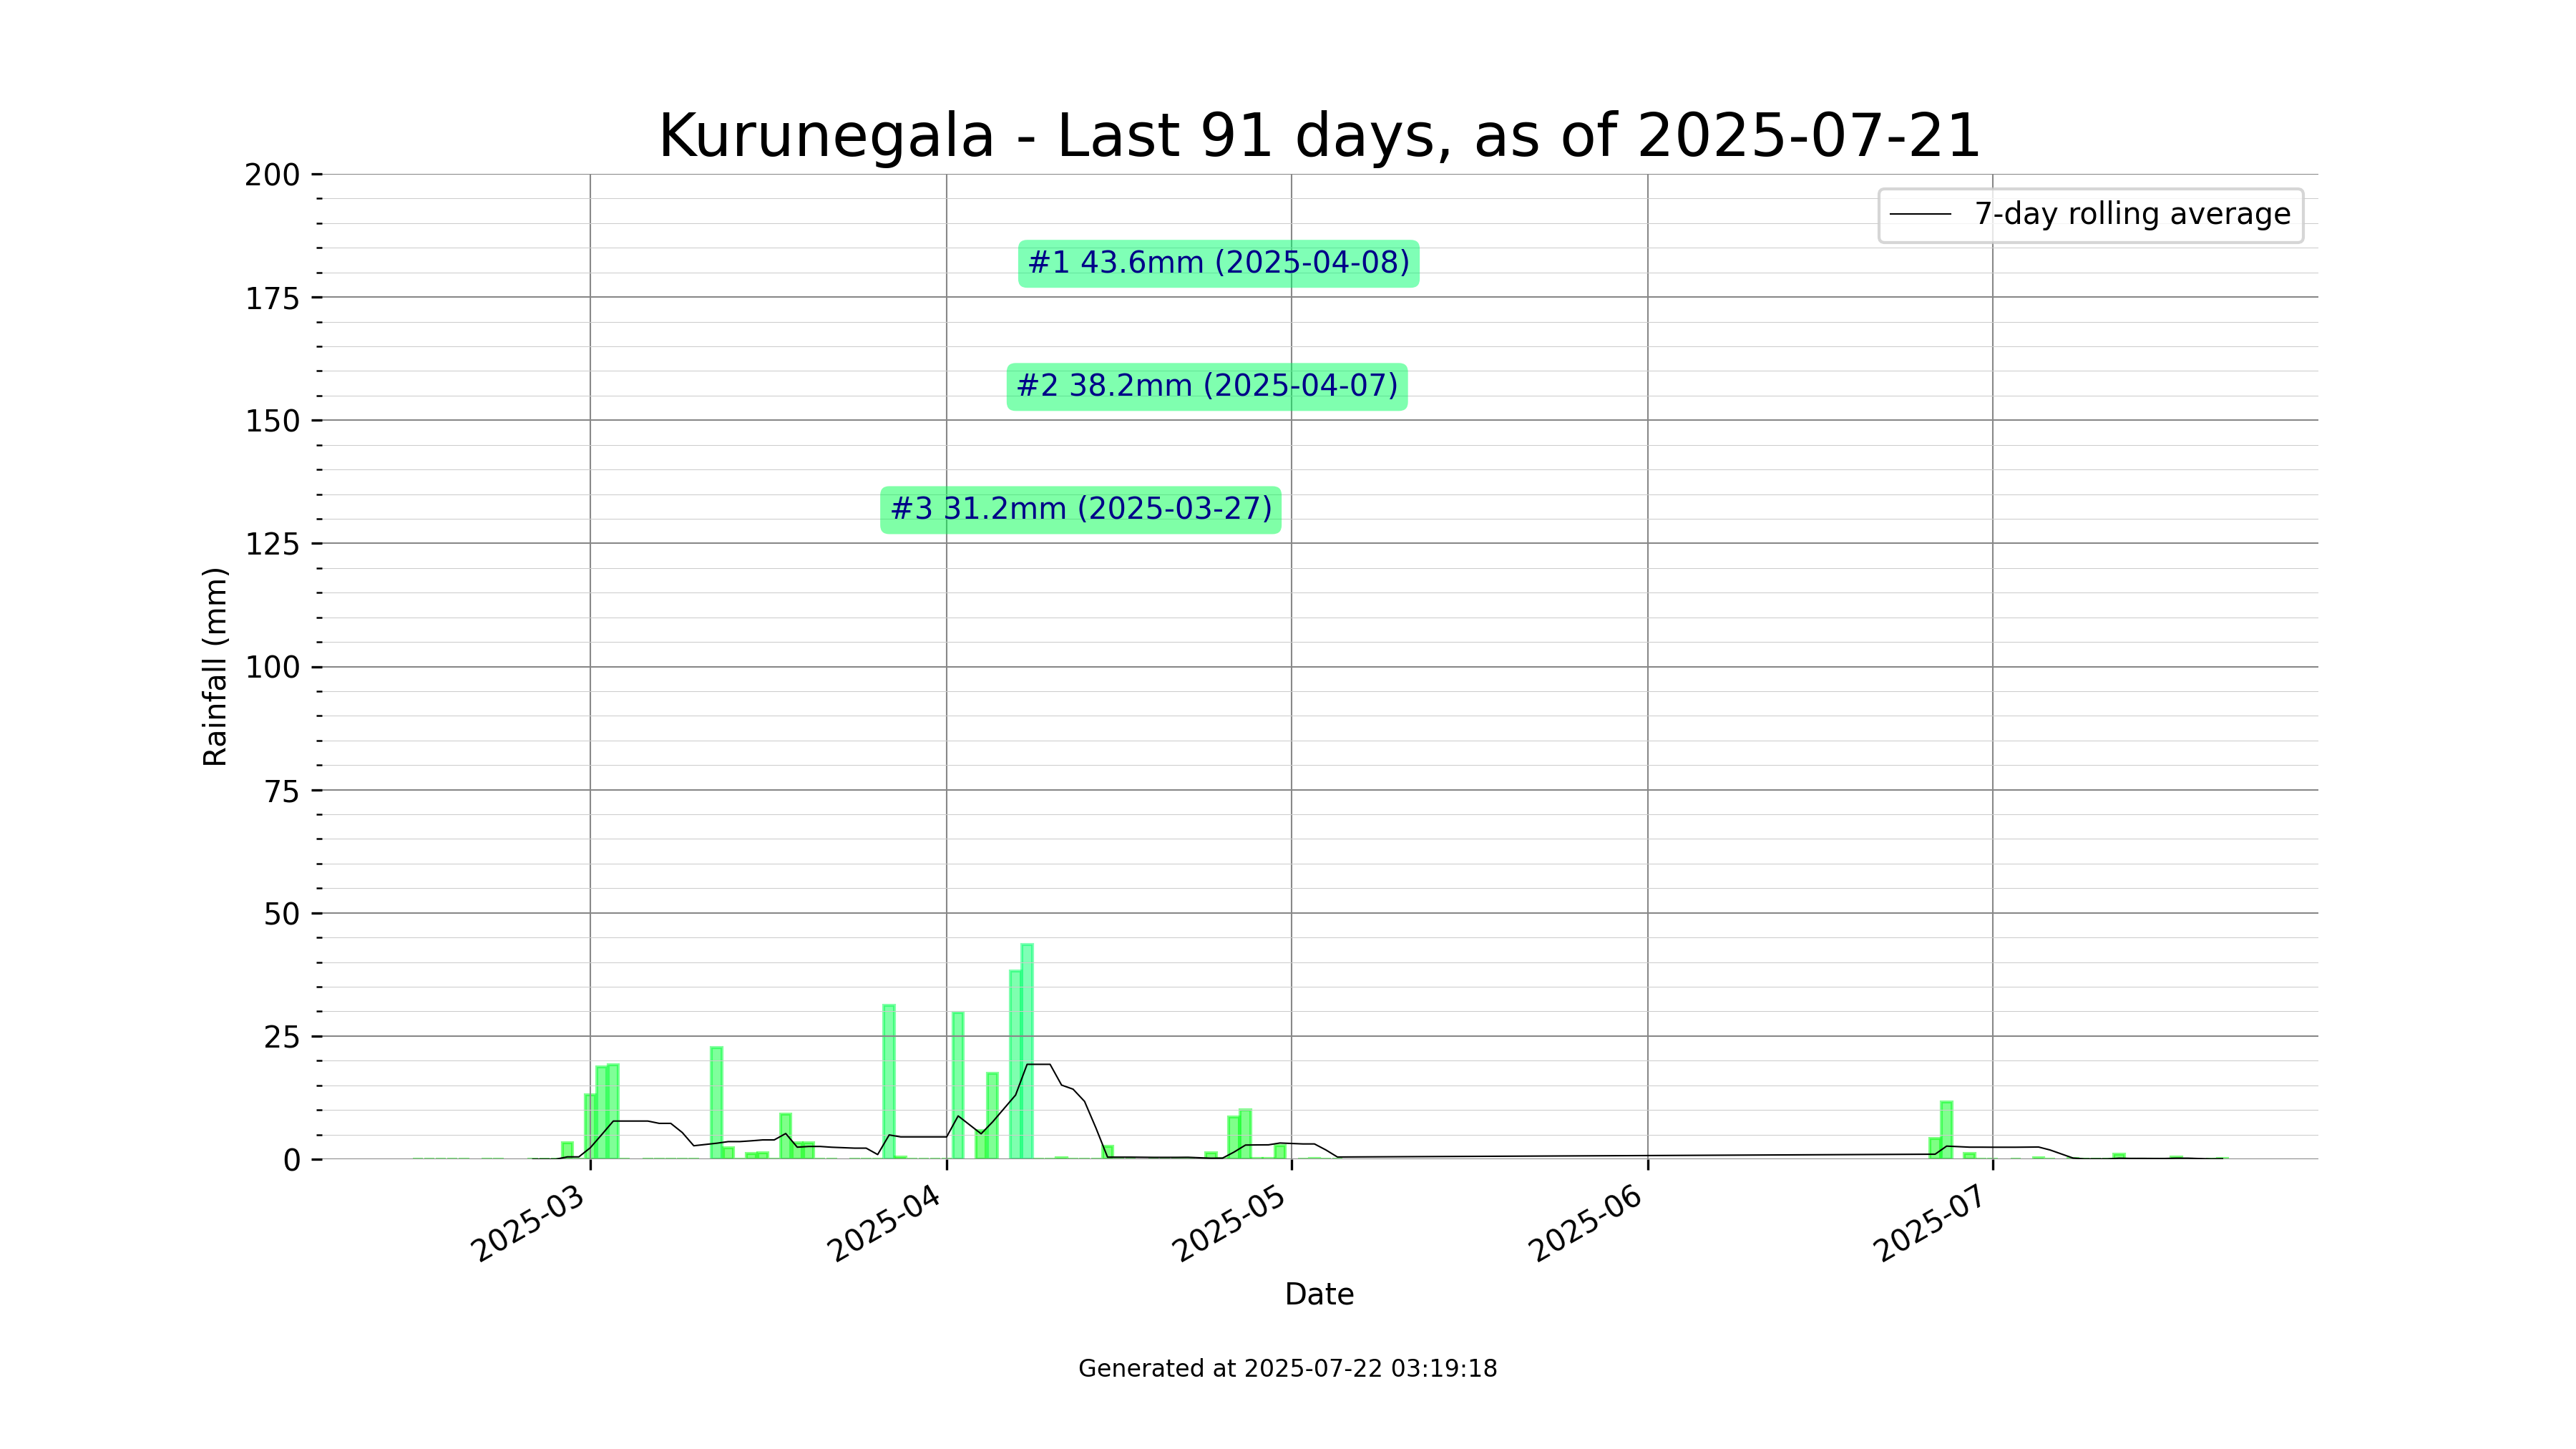 Kurunegala - Last 91 days, as of 2025-07-21
7-day rolling average
#1 43.6mm (2025-04-08)
#2 38.2mm (2025-04-07)
#3 31.2mm (2025-03-27)
Rainfall (mm)
200
175
150
125
100
75
50
25
0
2025-03
2025-04
2025-05
2025-06
2025-07
Date
Generated at 2025-07-22 03:19:18